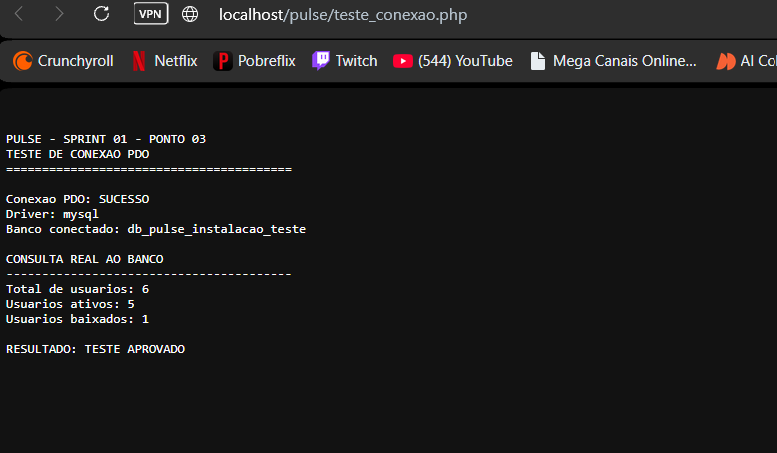 VPN
localhost/pulse/teste_conexao.php
Crunchyroll
Netflix
Pobreflix
Twitch
(544) YouTube
Mega Canais Online...
AI Col
PULSE - SPRINT 01 - PONTO 03
TESTE DE CONEXAO PDO
========================================
Conexao PDO: SUCESSO
Driver: mysql
Banco conectado: db_pulse_instalacao_teste
CONSULTA REAL AO BANCO
----------------------------------------
Total de usuarios: 6
Usuarios ativos: 5
Usuarios baixados: 1
RESULTADO: TESTE APROVADO